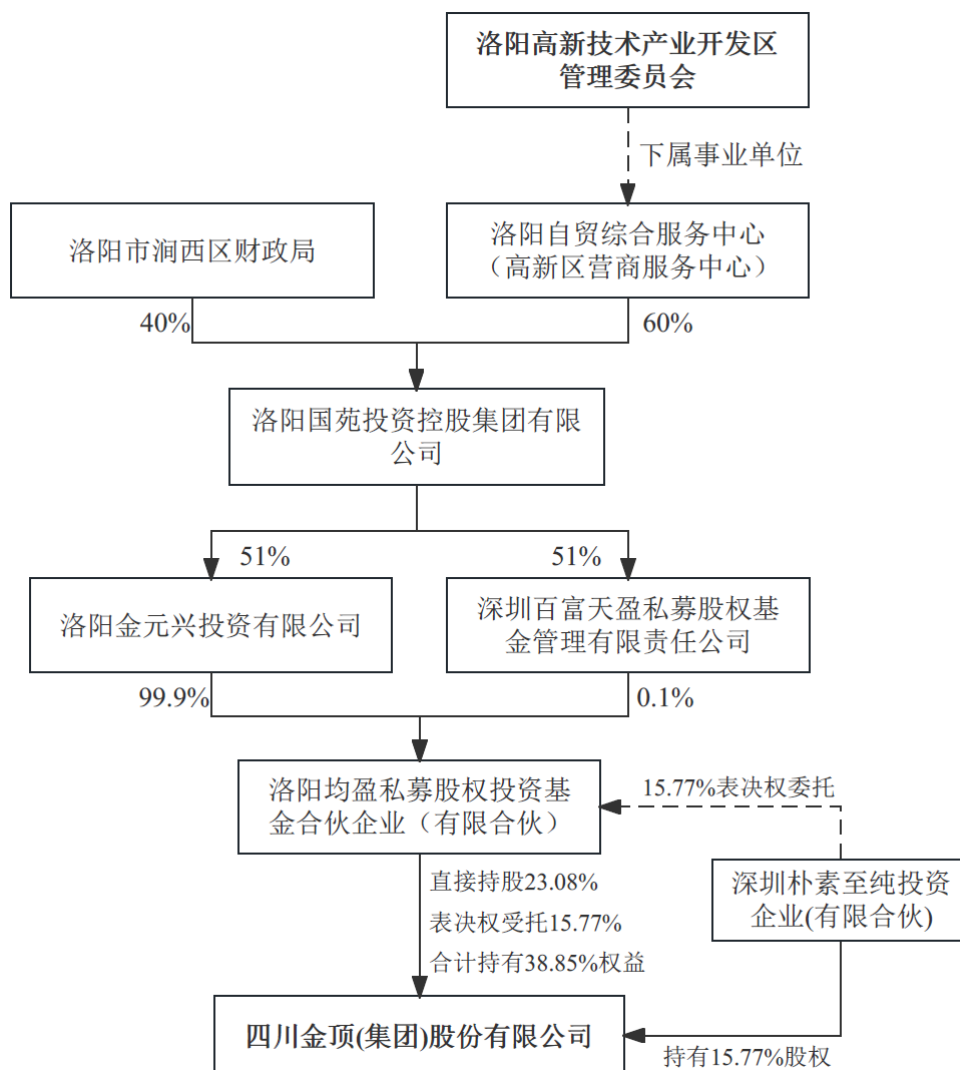 洛阳高新技术产业开发区
管理委员会
下属事业单位
洛阳市涧西区财政局
洛阳自贸综合服务中心
（高新区营商服务中心）
40%
60%
洛阳国苑投资控股集团有限
公司
51%
51%
洛阳金元兴投资有限公司
深圳百富天盈私募股权基
金管理有限责任公司
99.9%
0.1%
洛阳均盈私募股权投资基
金合伙企业（有限合伙）
15.77%表决权委托
直接持股23.08%
表决权受托15.77%
合计持有38.85%权益
深圳朴素至纯投资
企业(有限合伙)
四川金顶(集团)股份有限公司
持有15.77%股权